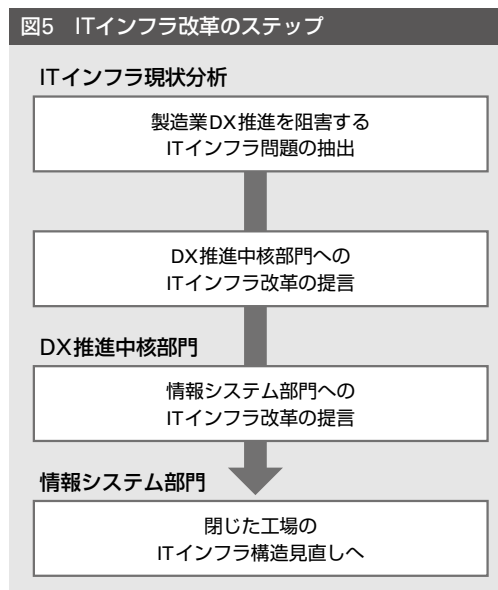 図5　ITインフラ改革のステップ
ITインフラ現状分析
製造業DX推進を阻害する
ITインフラ問題の抽出
DX推進中核部門への
ITインフラ改革の提言
DX推進中核部門
情報システム部門への
ITインフラ改革の提言
情報システム部門
閉じた工場の
ITインフラ構造見直しへ